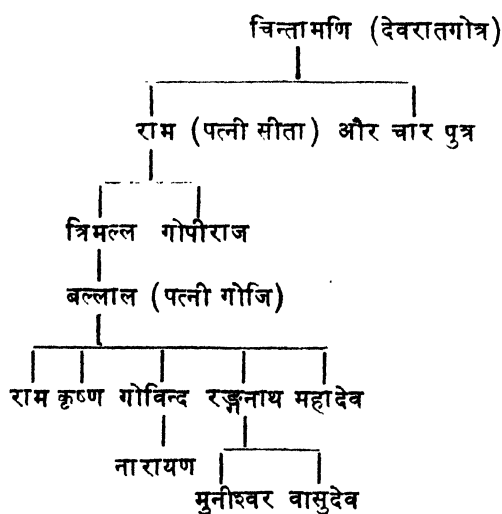 चिन्तामणि (देवरातगोत्र)
राम (पत्नी सीता) और चार पुत्र
त्रिमल्ल गोपीराज
बल्लाल (पत्नी गोजि)
राम कृष्ण गोविन्द रङ्गनाथ महादेव
नारायण
मुनीश्वर वासुदेव